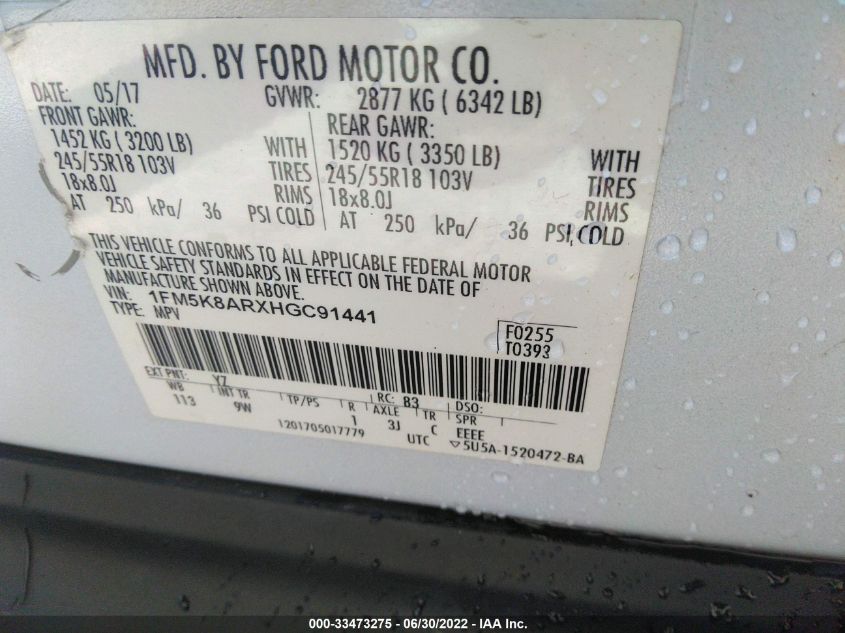 MFD. BY FORD MOTOR CO.
DATE: 05/17 GVWR: 2877 KG ( 6342 LB)
FRONT GAWR: REAR GAWR:
1452 KG ( 3200 LB) WITH 1520 KG ( 3350 LB) WITH
245/55R18 103V TIRES 245/55R18 103V TIRES
18x8.0J RIMS 18x8.0J RIMS
AT 250 kPa/ 36 PSI COLD AT 250 kPa/ 36 PSI COLD
THIS VEHICLE CONFORMS TO ALL APPLICABLE FEDERAL MOTOR
VEHICLE SAFETY STANDARDS IN EFFECT ON THE DATE OF
MANUFACTURE SHOWN ABOVE.
VIN: 1FM5K8ARXHGC91441
TYPE: MPV
F0255
T0393
EXT PNT: YZ RC: 83 DSO:
WB INT TR TP/PS R AXLE TR SPR
113 9W 1 3J C EEEE
1201705017779 UTC ▽5U5A-1520472-BA
000-33473275 - 06/30/2022 - IAA Inc.